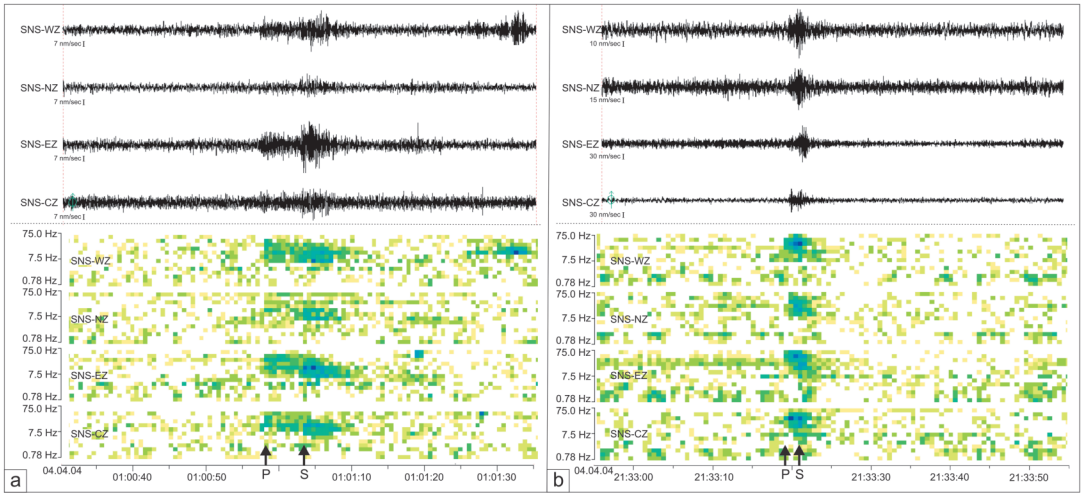 SNS-WZ
7 nm/sec
SNS-NZ
7 nm/sec
SNS-EZ
7 nm/sec
SNS-CZ
7 nm/sec
75.0 Hz
SNS-WZ
7.5 Hz
0.78 Hz
75.0 Hz
SNS-NZ
7.5 Hz
0.78 Hz
75.0 Hz
SNS-EZ
7.5 Hz
0.78 Hz
75.0 Hz
SNS-CZ
7.5 Hz
0.78 Hz
P S
a 04.04.04 01:00:40 01:00:50 01:01:10 01:01:20 01:01:30
SNS-WZ
10 nm/sec
SNS-NZ
15 nm/sec
SNS-EZ
30 nm/sec
SNS-CZ
30 nm/sec
75.0 Hz
SNS-WZ
7.5 Hz
0.78 Hz
75.0 Hz
SNS-NZ
7.5 Hz
0.78 Hz
75.0 Hz
SNS-EZ
7.5 Hz
0.78 Hz
75.0 Hz
SNS-CZ
7.5 Hz
0.78 Hz
P S
b 04.04.04 21:33:00 21:33:10 21:33:30 21:33:40 21:33:50